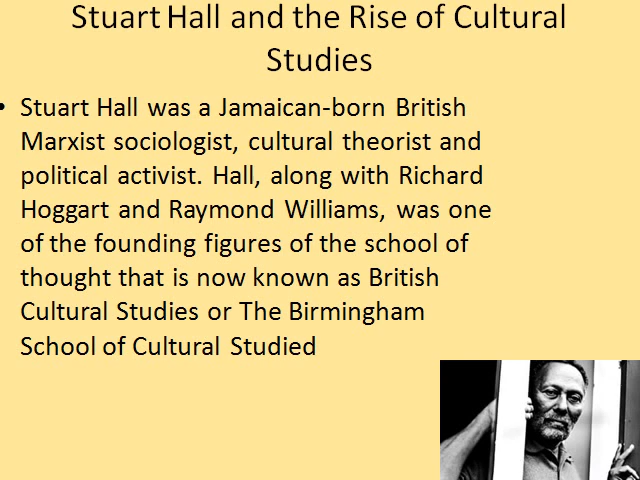 Stuart Hall and the Rise of Cultural
Studies
• Stuart Hall was a Jamaican-born British
Marxist sociologist, cultural theorist and
political activist. Hall, along with Richard
Hoggart and Raymond Williams, was one
of the founding figures of the school of
thought that is now known as British
Cultural Studies or The Birmingham
School of Cultural Studied